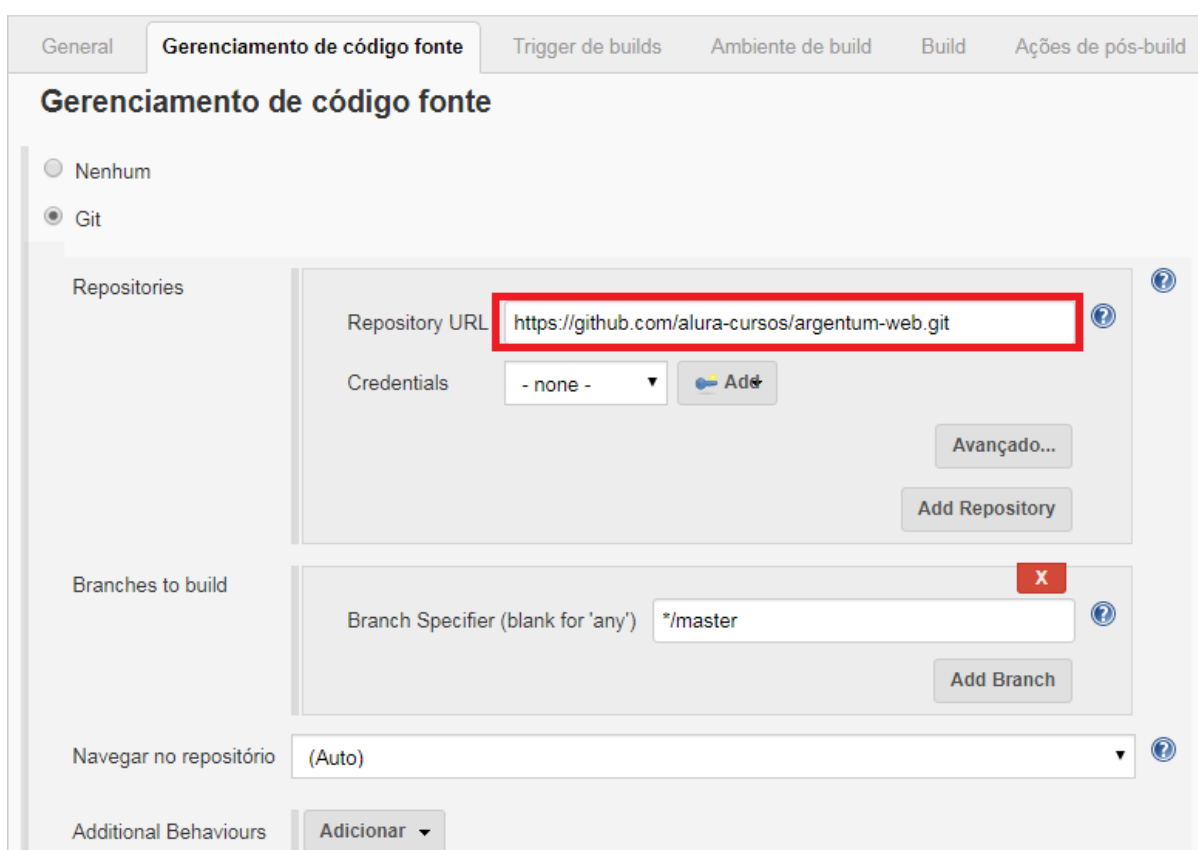 General Gerenciamento de código fonte Trigger de builds Ambiente de build Build Ações de pós-build
Gerenciamento de código fonte
Nenhum
Git
Repositories
Repository URL https://github.com/alura-cursos/argentum-web.git
Credentials - none - Add
Avançado...
Add Repository
Branches to build
X
Branch Specifier (blank for 'any') */master
Add Branch
Navegar no repositório (Auto)
Additional Behaviours Adicionar